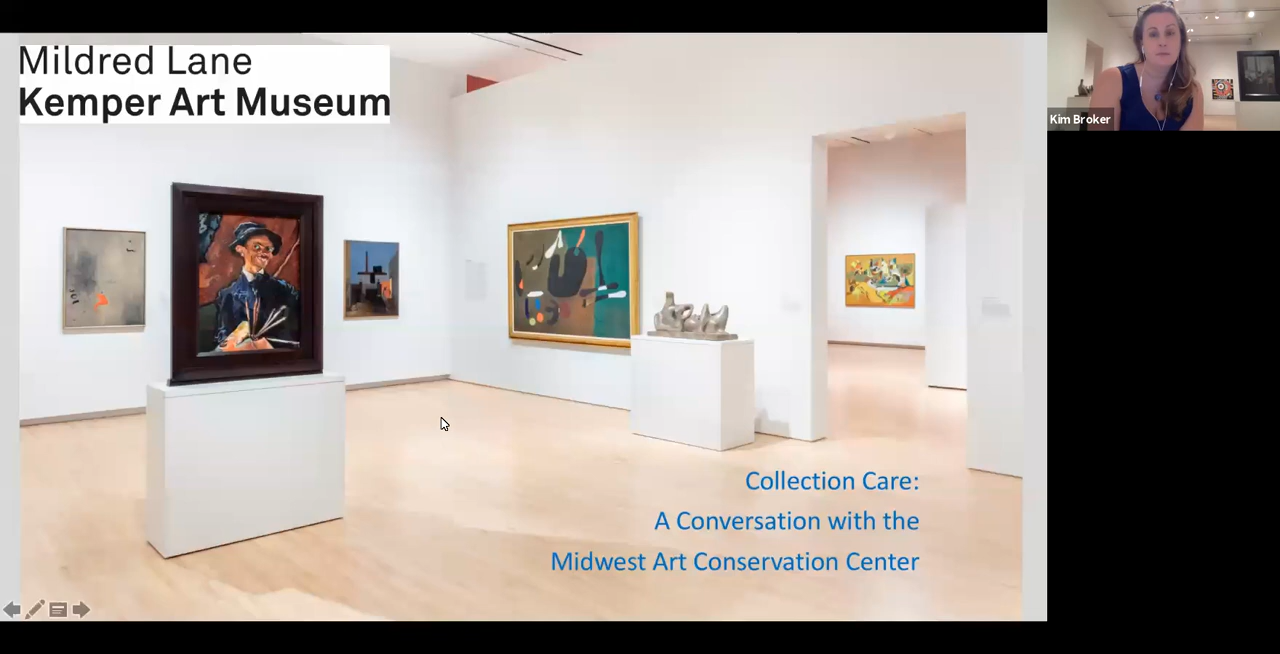 Mildred Lane
Kemper Art Museum
Kim Broker
Collection Care:
A Conversation with the
Midwest Art Conservation Center